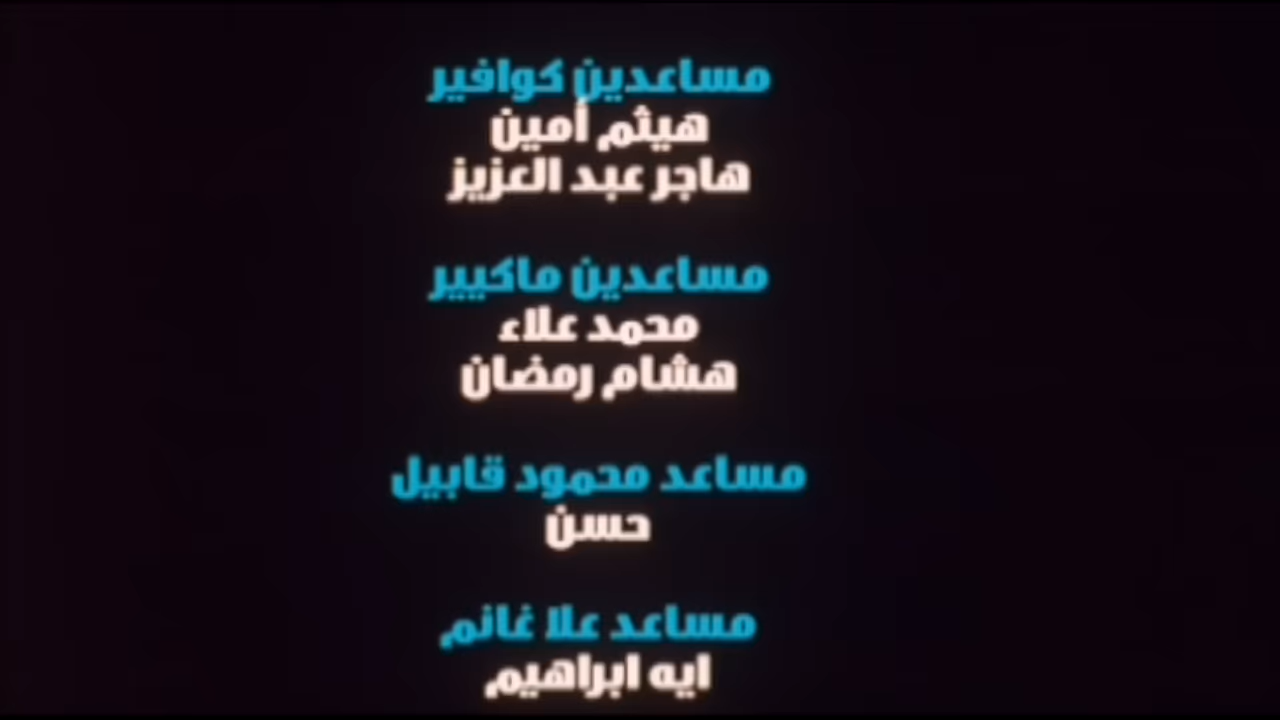 مساعدين كوافير
هيثم أمين
هاجر عبد العزيز
مساعدين ماكيير
محمد علاء
هشام رمضان
مساعد محمود قابيل
حسن
مساعد علا غانم
ايه ابراهيم